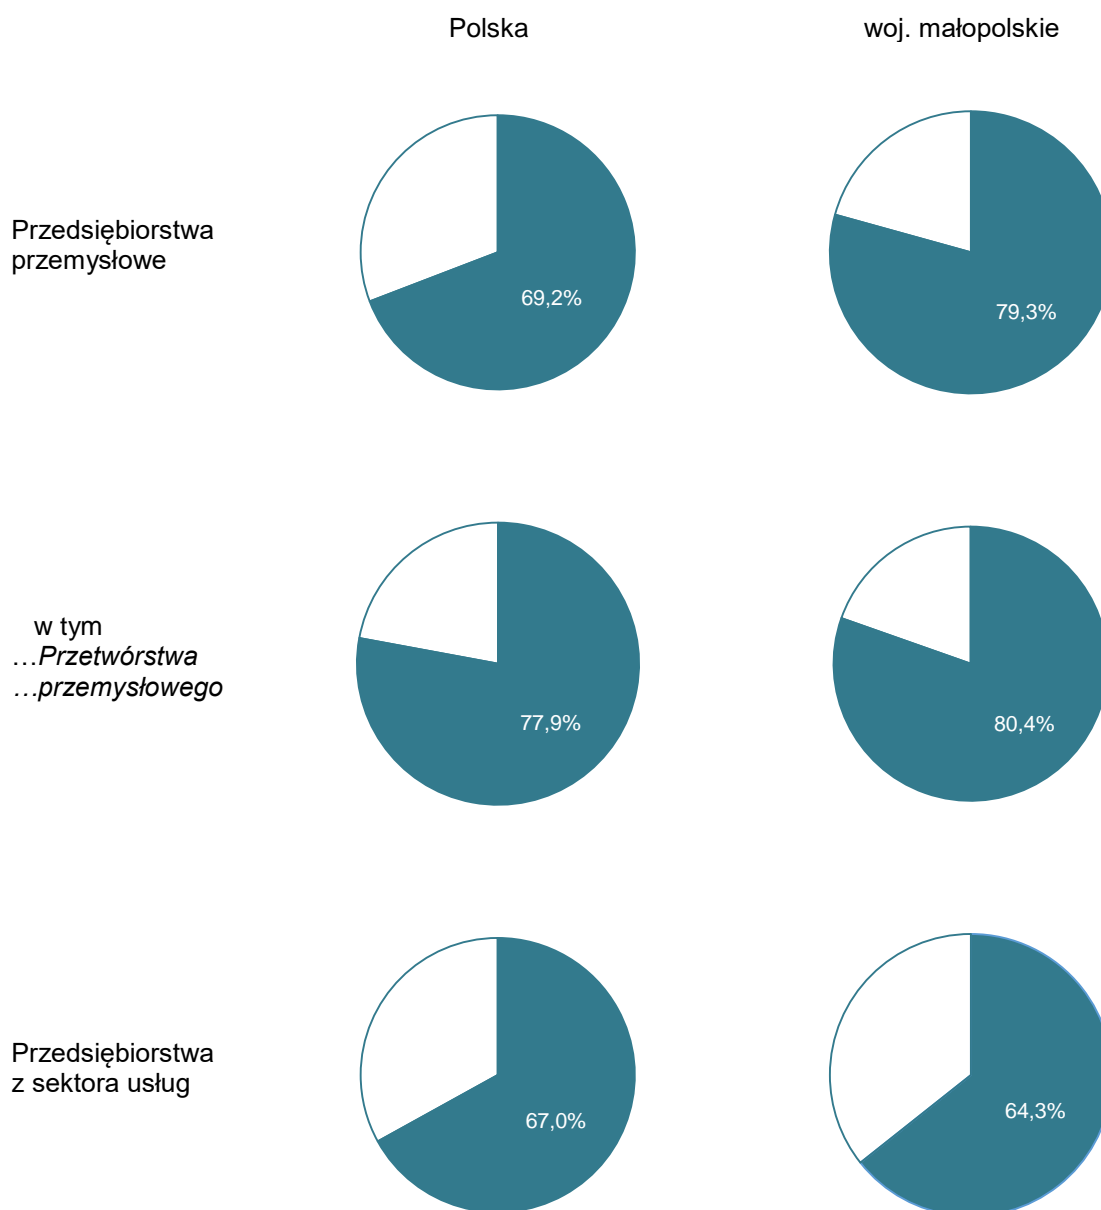 Polska
woj. małopolskie
Przedsiębiorstwa
przemysłowe
69,2%
79,3%
w tym
…Przetwórstwa
…przemysłowego
77,9%
80,4%
Przedsiębiorstwa
z sektora usług
67,0%
64,3%